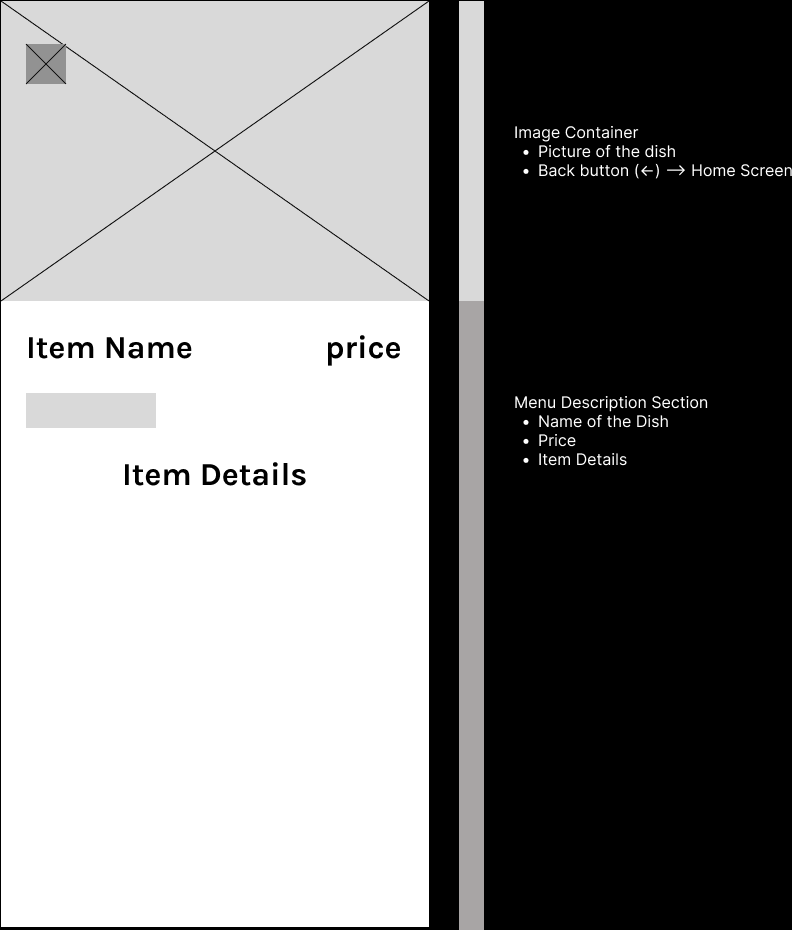 Image Container
• Picture of the dish
• Back button (←) → Home Screen
Item Name price
Item Details
Menu Description Section
• Name of the Dish
• Price
• Item Details